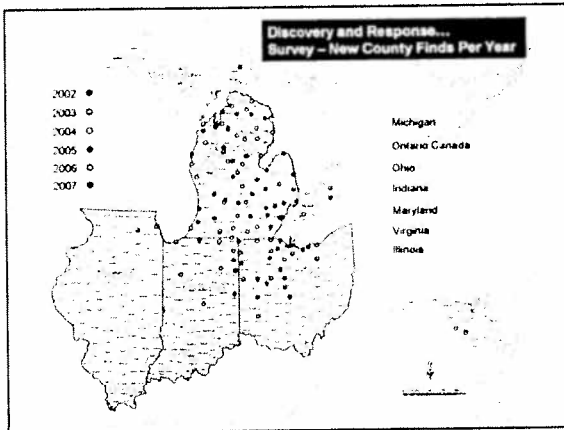 Discovery and Response...
Survey – New County Finds Per Year
2002
2003
2004
2005
2006
2007
Michigan
Ontario Canada
Ohio
Indiana
Maryland
Virginia
Illinois